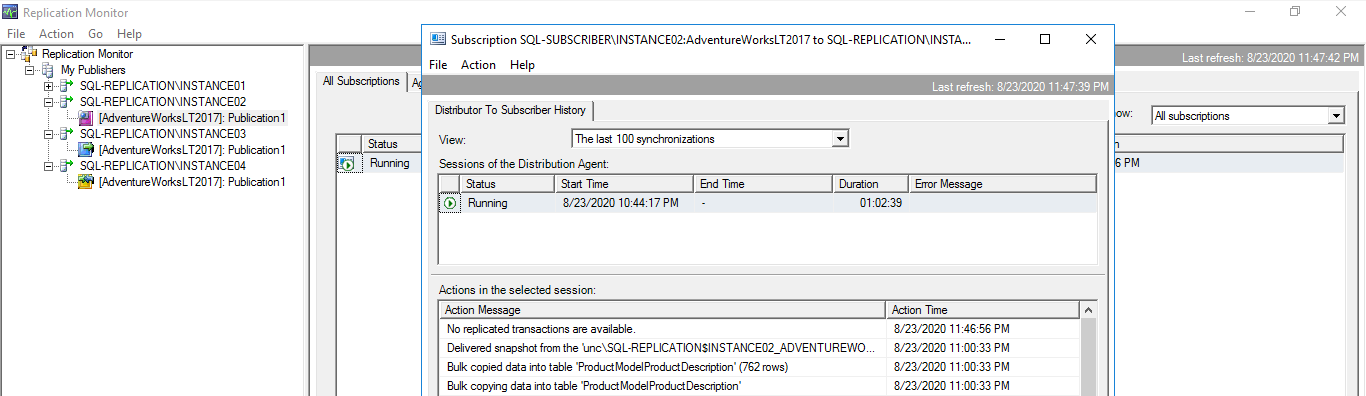 Replication Monitor
File Action Go Help
Replication Monitor
My Publishers
SQL-REPLICATION\INSTANCE01
SQL-REPLICATION\INSTANCE02
[AdventureWorksLT2017]: Publication1
SQL-REPLICATION\INSTANCE03
[AdventureWorksLT2017]: Publication1
SQL-REPLICATION\INSTANCE04
[AdventureWorksLT2017]: Publication1
Last refresh: 8/23/2020 11:47:42 PM
All Subscriptions
All subscriptions
Status
Running
6 PM
Subscription SQL-SUBSCRIBER\INSTANCE02:AdventureWorksLT2017 to SQL-REPLICATION\INSTA...
File Action Help
Last refresh: 8/23/2020 11:47:39 PM
Distributor To Subscriber History
View: The last 100 synchronizations
Sessions of the Distribution Agent:
Status Start Time End Time Duration Error Message
Running 8/23/2020 10:44:17 PM - 01:02:39
Actions in the selected session:
Action Message Action Time
No replicated transactions are available. 8/23/2020 11:46:56 PM
Delivered snapshot from the 'unc\SQL-REPLICATION$INSTANCE02_ADVENTUREWO... 8/23/2020 11:00:33 PM
Bulk copied data into table 'ProductModelProductDescription' (762 rows) 8/23/2020 11:00:33 PM
Bulk copying data into table 'ProductModelProductDescription' 8/23/2020 11:00:33 PM